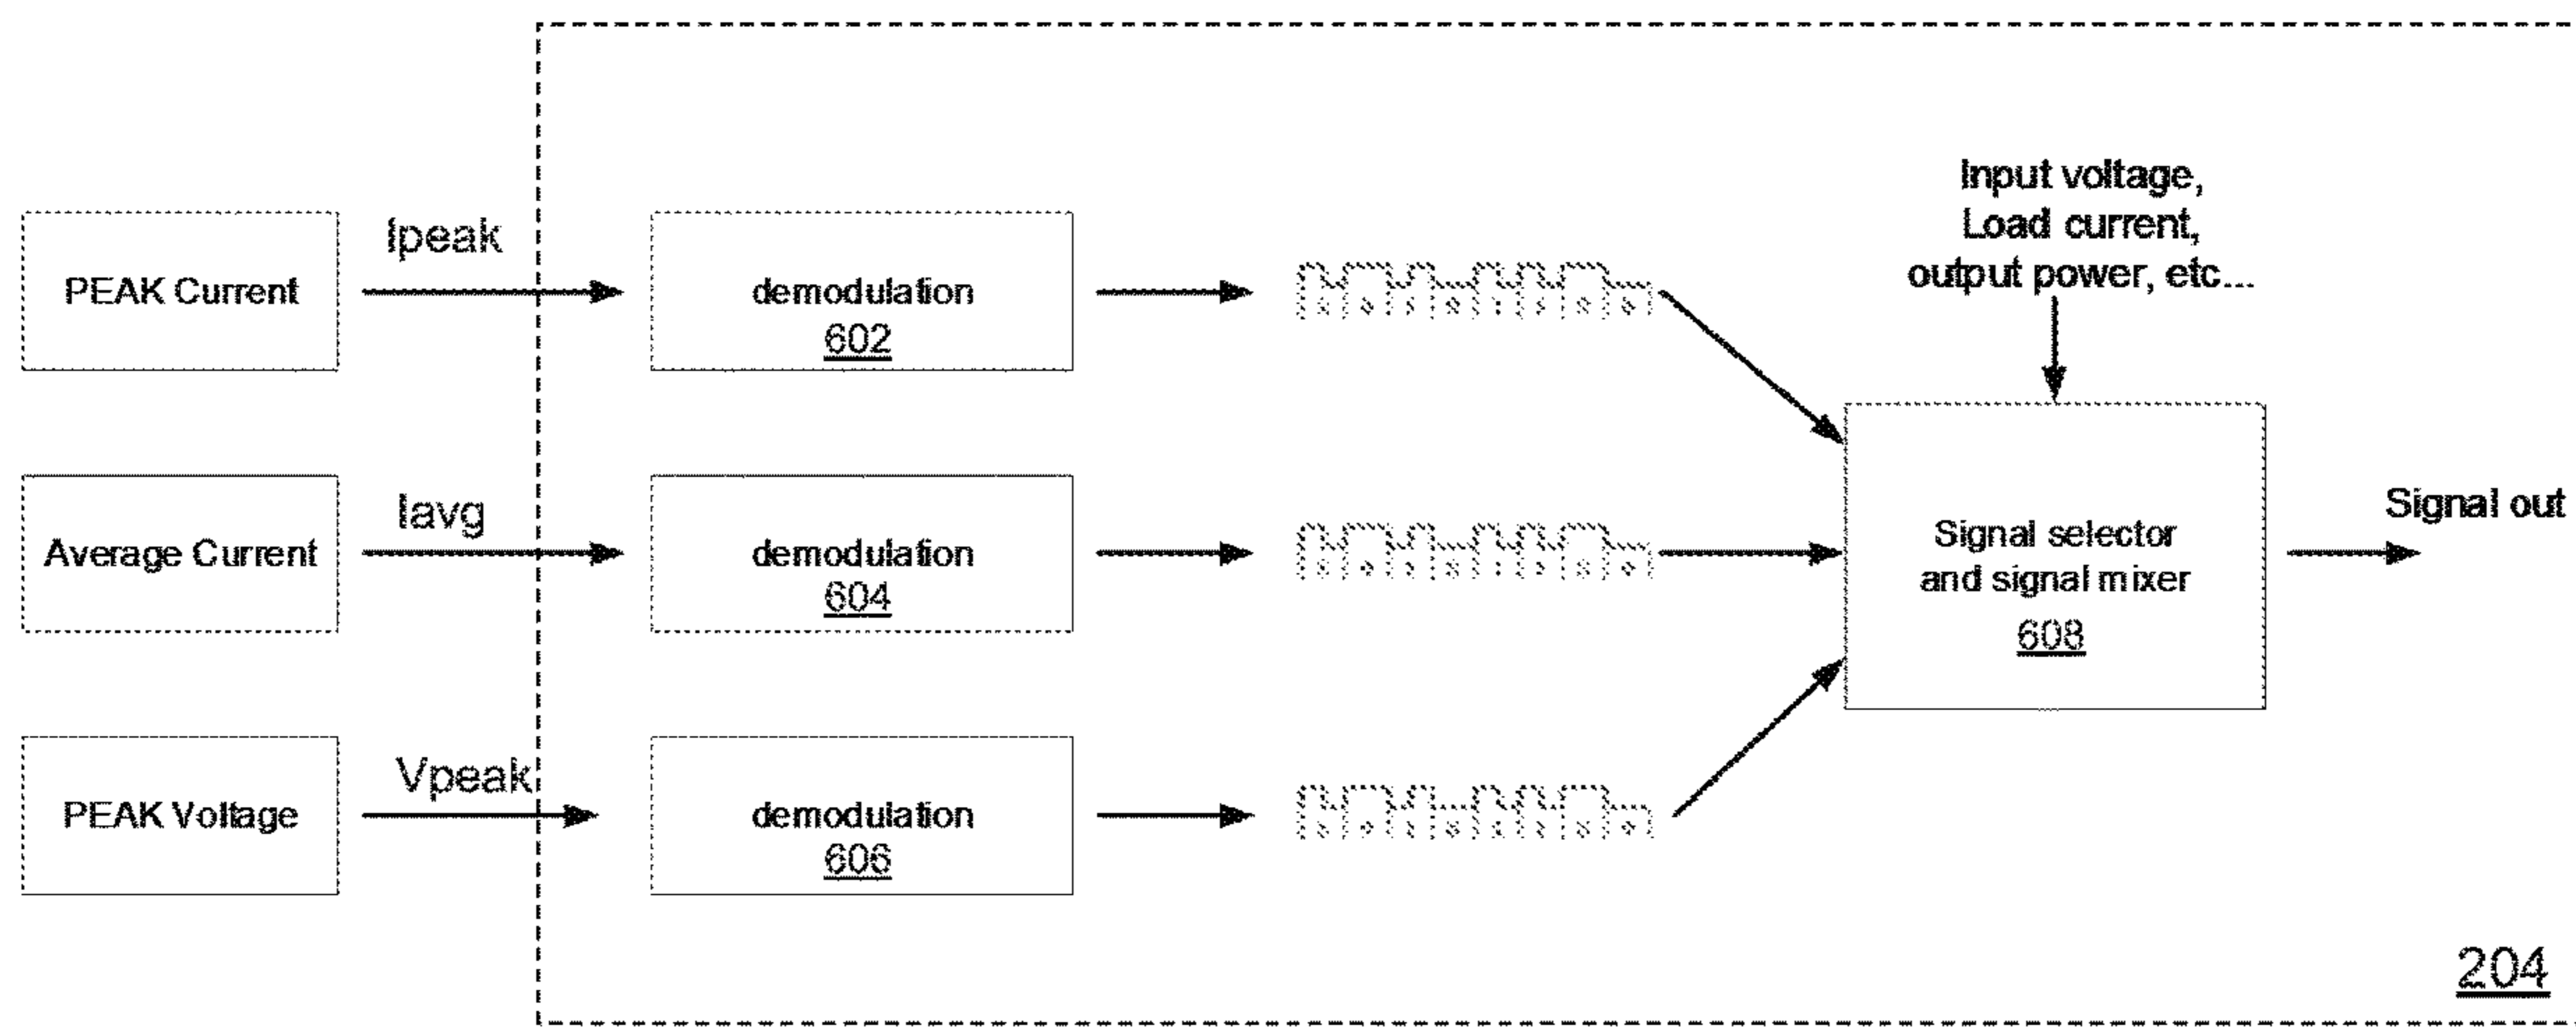 Input voltage,
Load current,
output power, etc...
PEAK Current
Ipeak
demodulation
602
Average Current
Iavg
demodulation
604
Signal selector
and signal mixer
608
Signal out
PEAK Voltage
Vpeak
demodulation
606
204